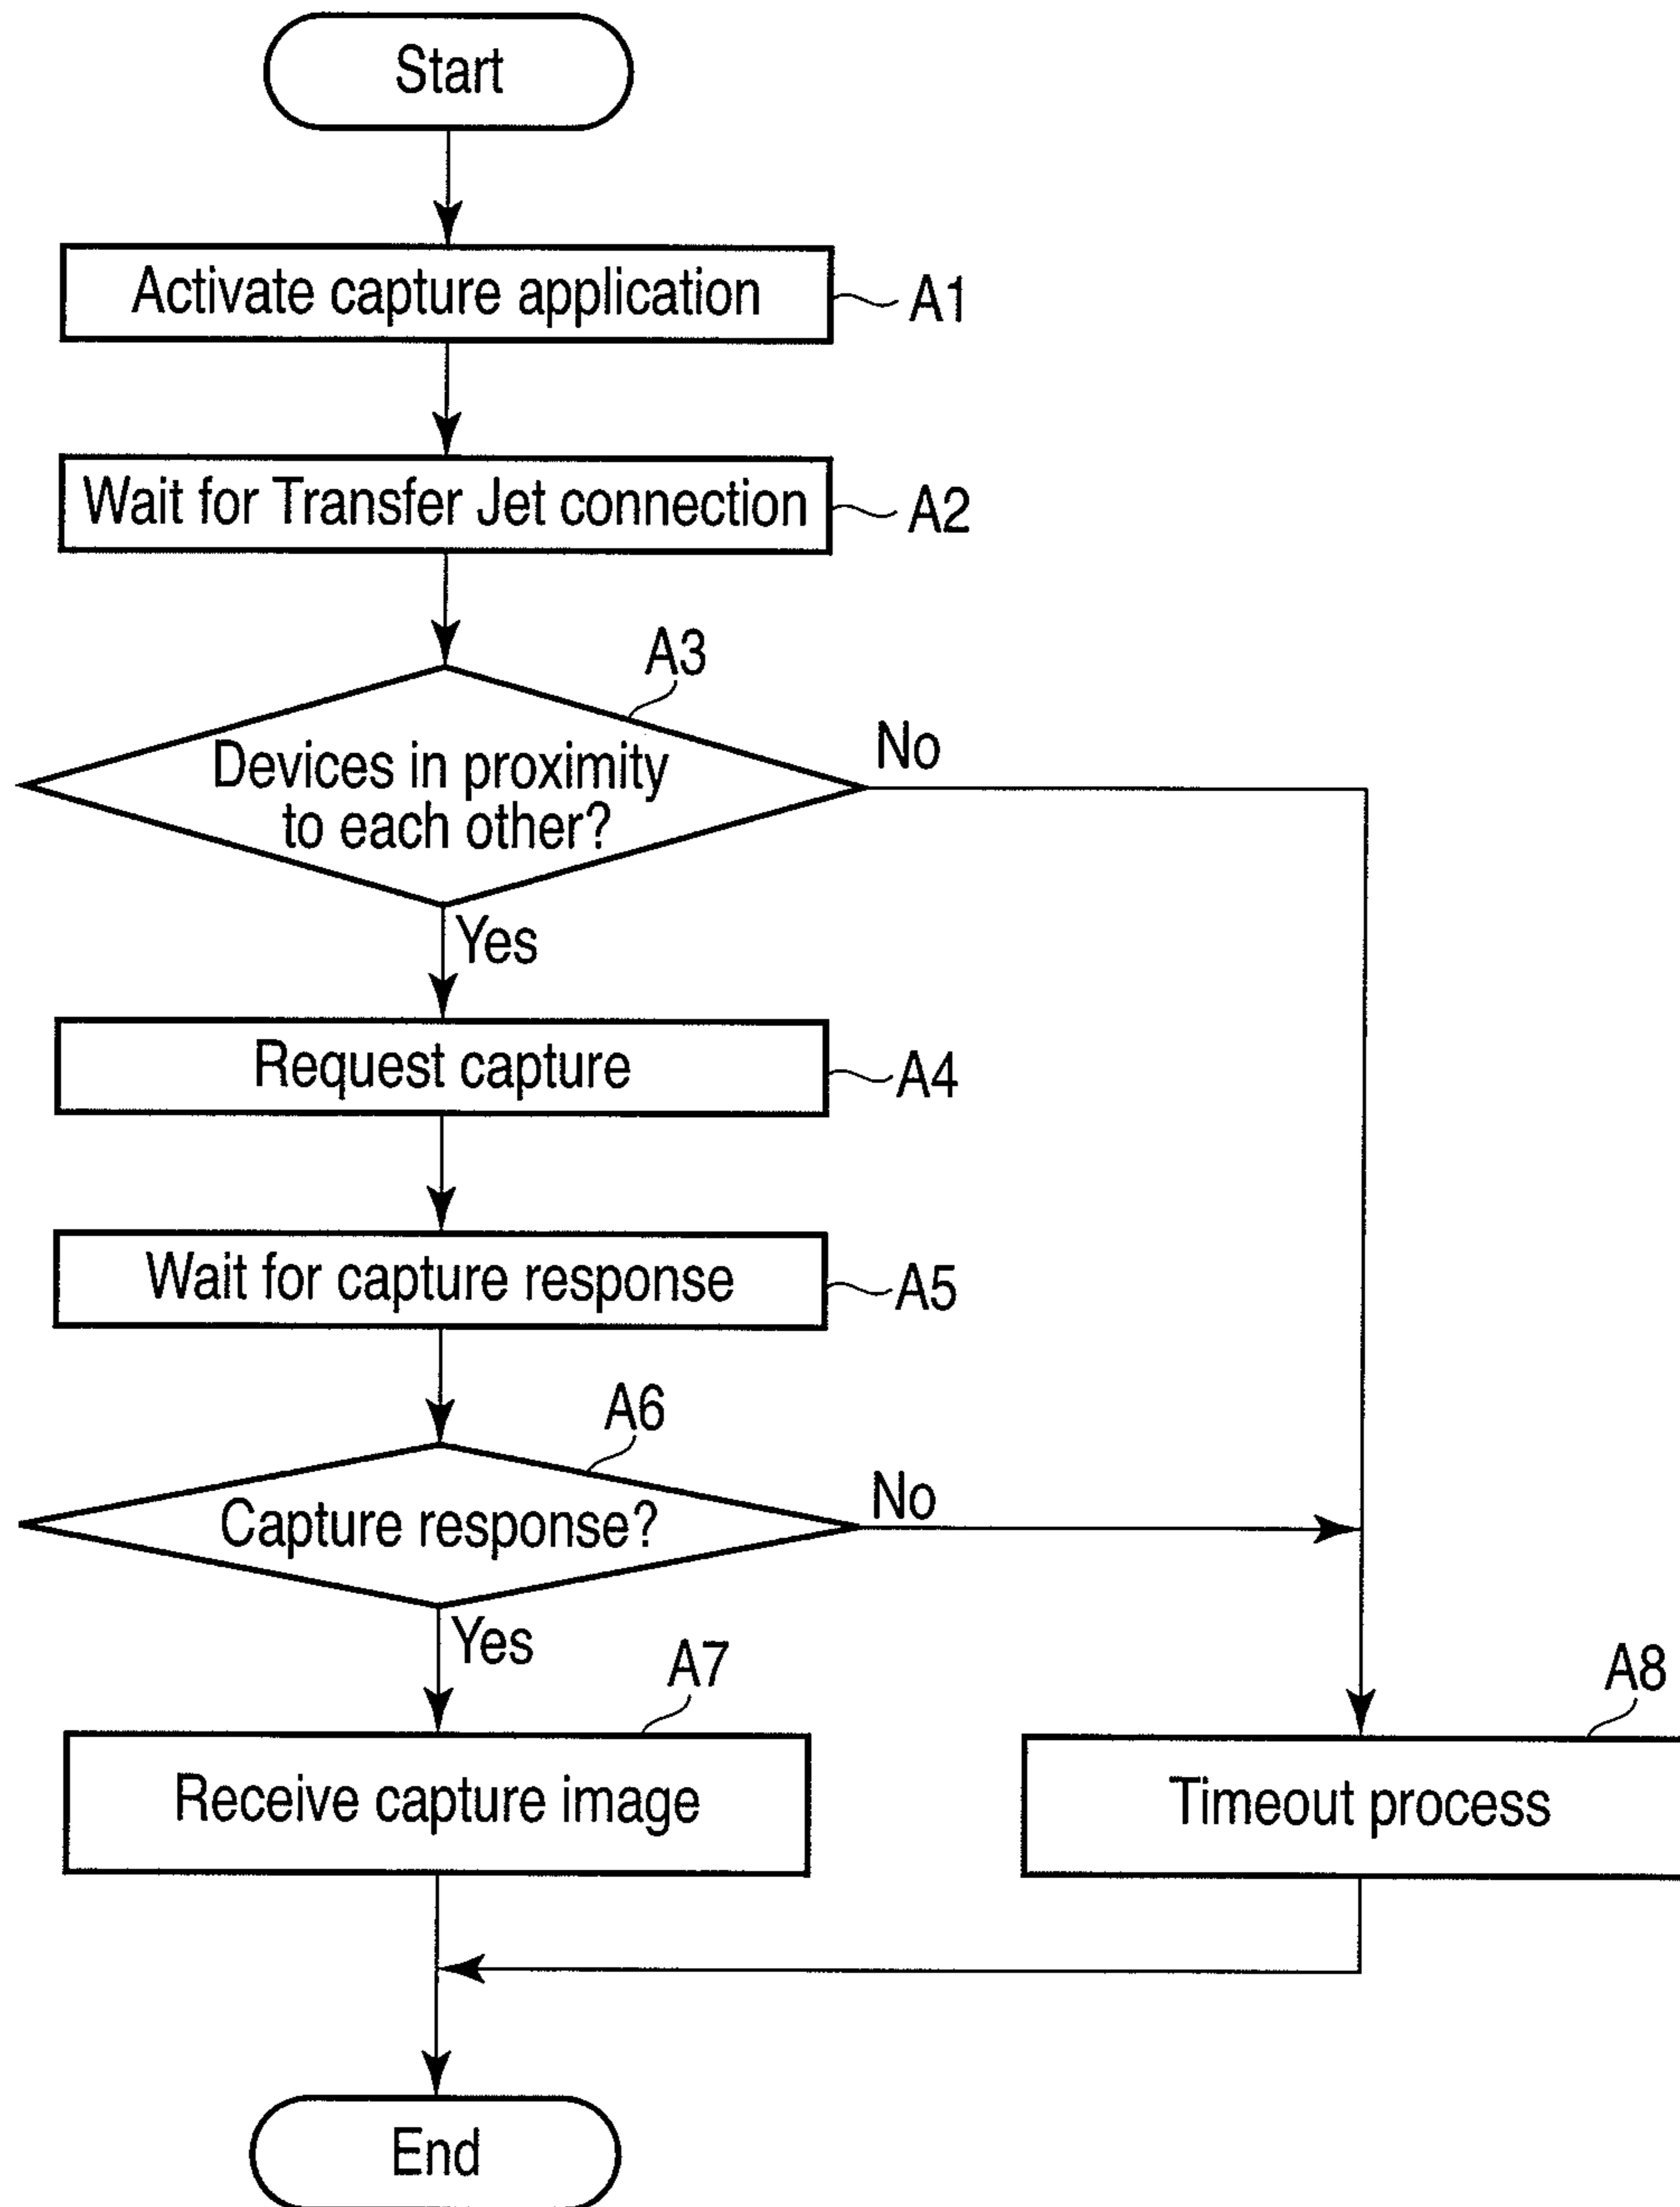 Start
Activate capture application
A1
Wait for Transfer Jet connection
A2
A3
Devices in proximity
to each other?
No
Yes
Request capture
A4
Wait for capture response
A5
A6
Capture response?
No
Yes
A7
Receive capture image
A8
Timeout process
End